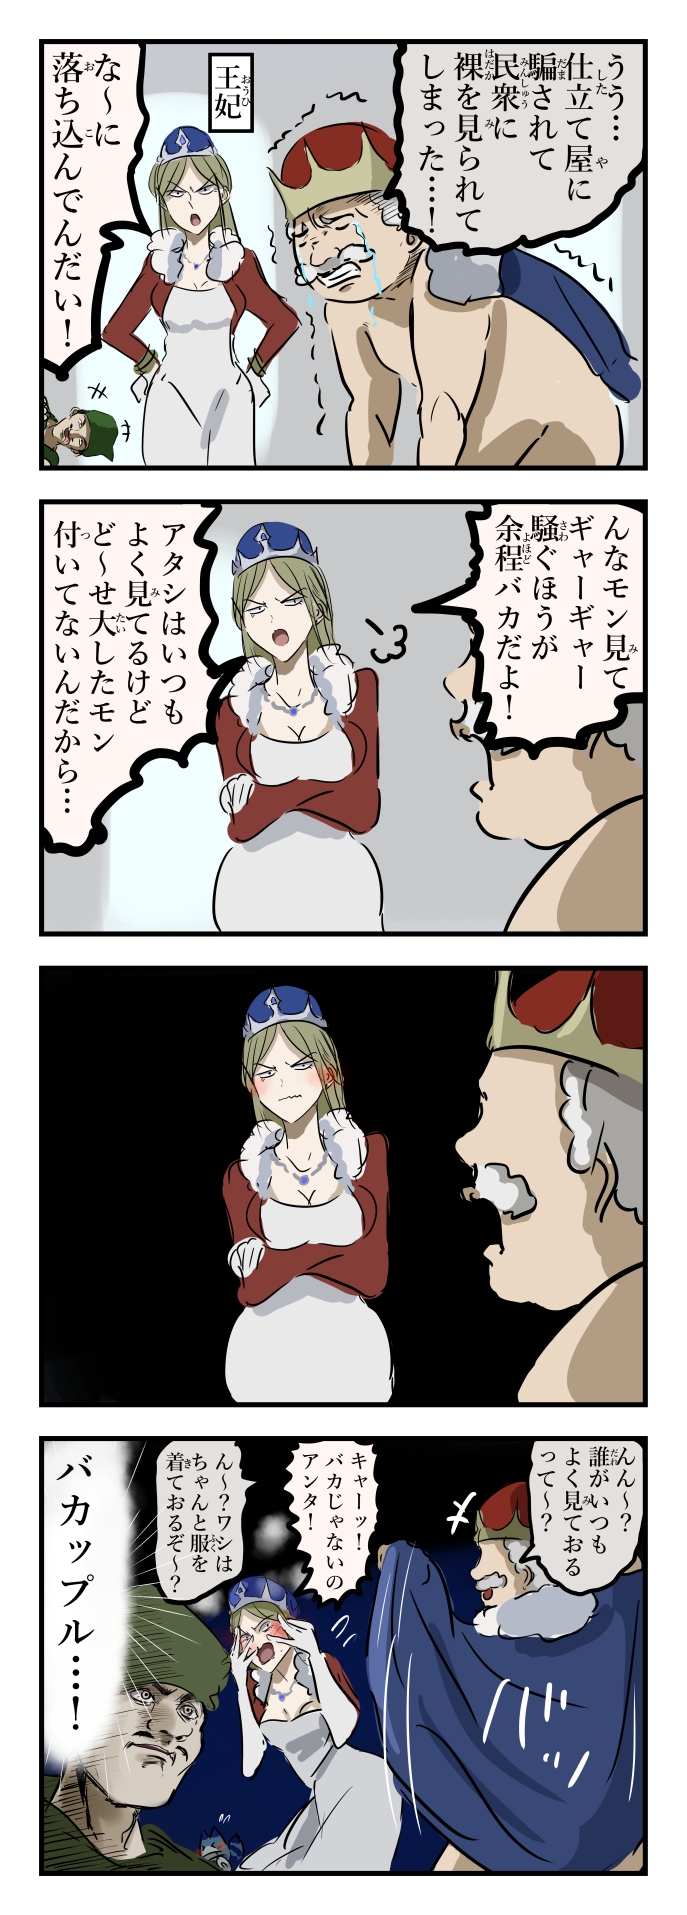 うう…
仕立て屋に
騙されて
民衆に
裸を見られて
しまった…！
王妃
な〜に
落ち込んでんだい！
んなモン見て
ギャーギャー
騒ぐほうが
余程バカだよ！
アタシはいつも
よく見てるけど
ど〜せ大したモン
付いてないんだから…
んん〜？
誰がいつも
よく見ておる
って〜？
キャーッ！
バカじゃないの
アンタ！
ん〜？ワシは
ちゃんと服を
着ておるぞ〜？
バカップル…！